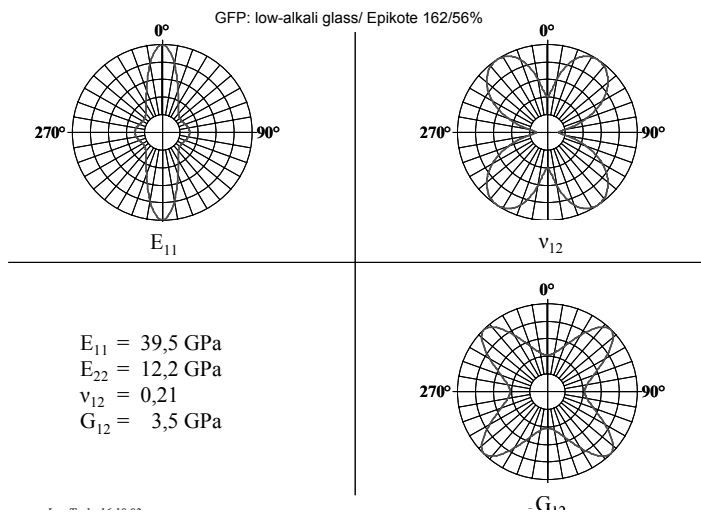 GFP: low-alkali glass/ Epikote 162/56%
0°
270°
90°
E₁₁
0°
270°
90°
ν₁₂
E₁₁ = 39,5 GPa
E₂₂ = 12,2 GPa
ν₁₂ = 0,21
G₁₂ = 3,5 GPa
0°
270°
90°
G₁₂